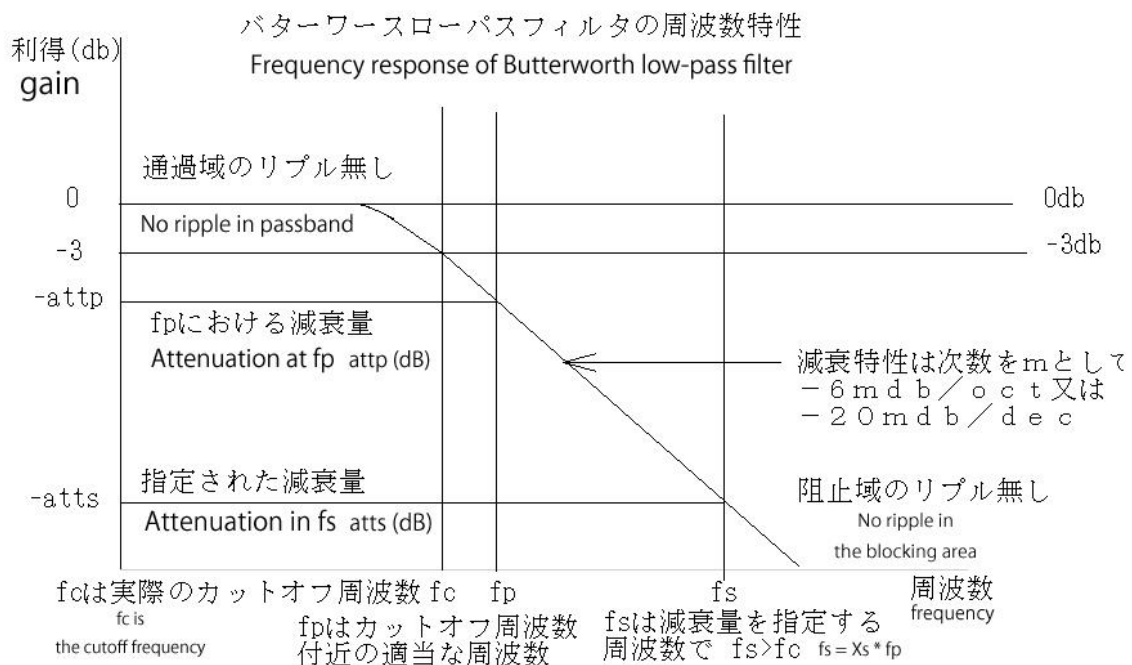 バターワースローパスフィルタの周波数特性
Frequency response of Butterworth low-pass filter
利得(db)
gain
通過域のリプル無し
No ripple in passband
0
0db
-3
-3db
-attp
fpにおける減衰量
Attenuation at fp attp (dB)
減衰特性は次数をmとして
-6mdb/oct又は
-20mdb/dec
指定された減衰量
-atts
Attenuation in fs atts (dB)
阻止域のリプル無し
No ripple in
the blocking area
fcは実際のカットオフ周波数
fc
fp
fs
周波数
frequency
fc is
the cutoff frequency
fpはカットオフ周波数
付近の適当な周波数
fsは減衰量を指定する
周波数で fs>fc fs = Xs * fp